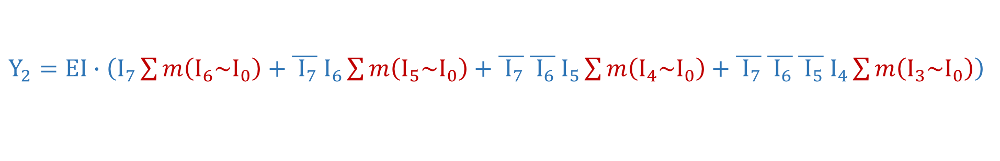 Y₂ = EI · (I₇ ∑ m(I₆~I₀) + I̅₇ I₆ ∑ m(I₅~I₀) + I̅₇ I̅₆ I₅ ∑ m(I₄~I₀) + I̅₇ I̅₆ I̅₅ I₄ ∑ m(I₃~I₀))